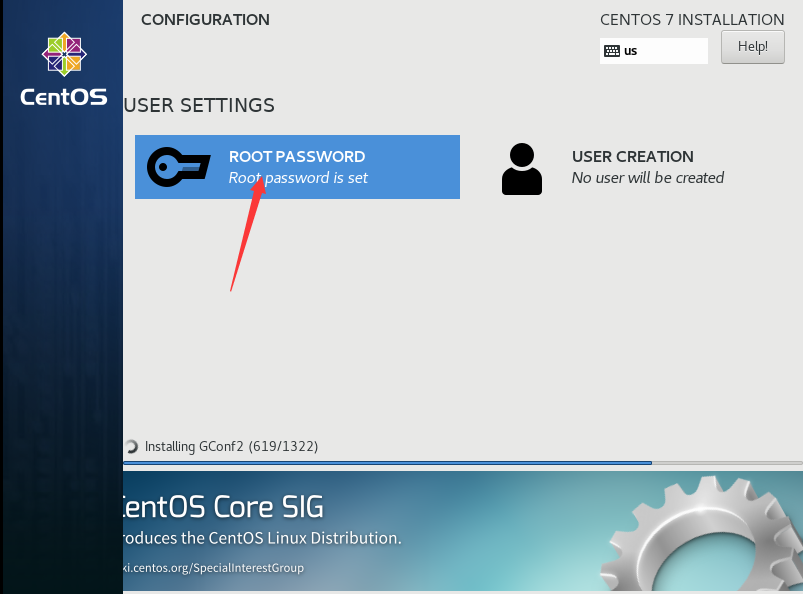 CONFIGURATION
CENTOS 7 INSTALLATION
us
Help!
CentOS
USER SETTINGS
ROOT PASSWORD
Root password is set
USER CREATION
No user will be created
Installing GConf2 (619/1322)
CentOS Core SIG
roduces the CentOS Linux Distribution.
ki.centos.org/SpecialInterestGroup